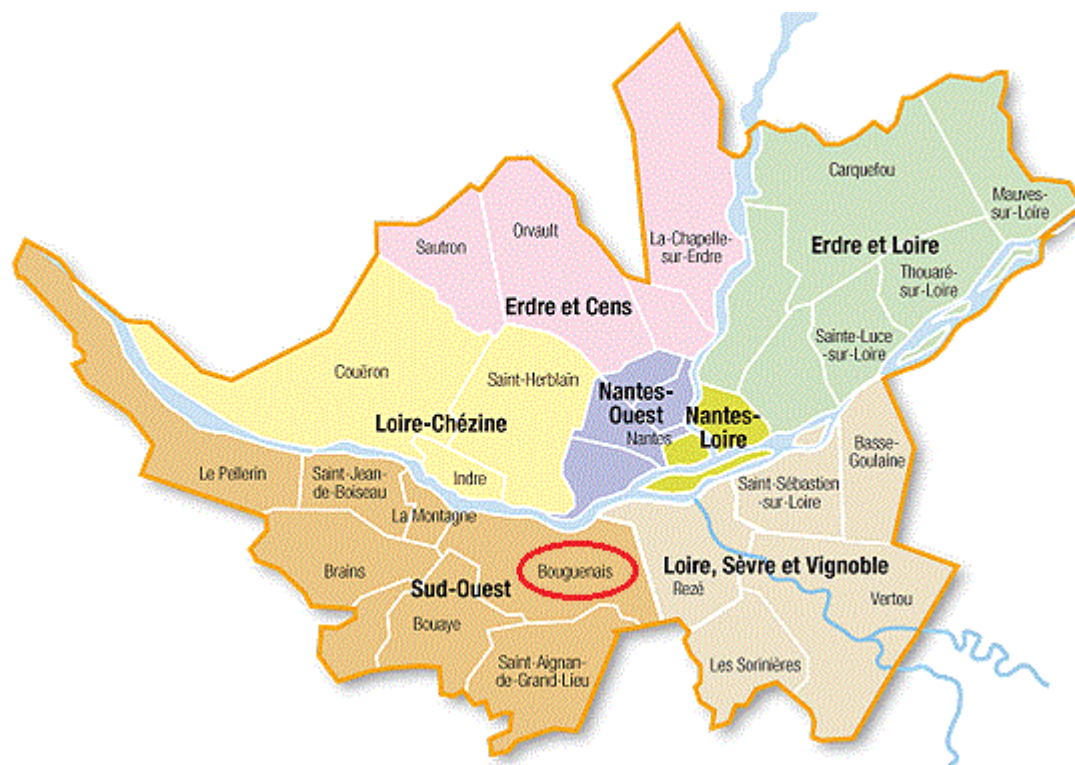 Carquefou
Mauves-
sur-Loire
Orvault
Sautron
La-Chapelle-
sur-Erdre
Erdre et Loire
Thouaré-
sur-Loire
Erdre et Cens
Sainte-Luce
-sur-Loire
Couëron
Saint-Herblain
Nantes-
Ouest
Nantes
Nantes-
Loire
Loire-Chézine
Basse-
Goulaine
Indre
Saint-Sébastien
-sur-Loire
Le Pellerin
Saint-Jean-
de-Boiseau
La Montagne
Brains
Sud-Ouest
Bouguenais
Loire, Sèvre et Vignoble
Rezé
Vertou
Bouaye
Saint-Aignan-
de-Grand-Lieu
Les Sorinières